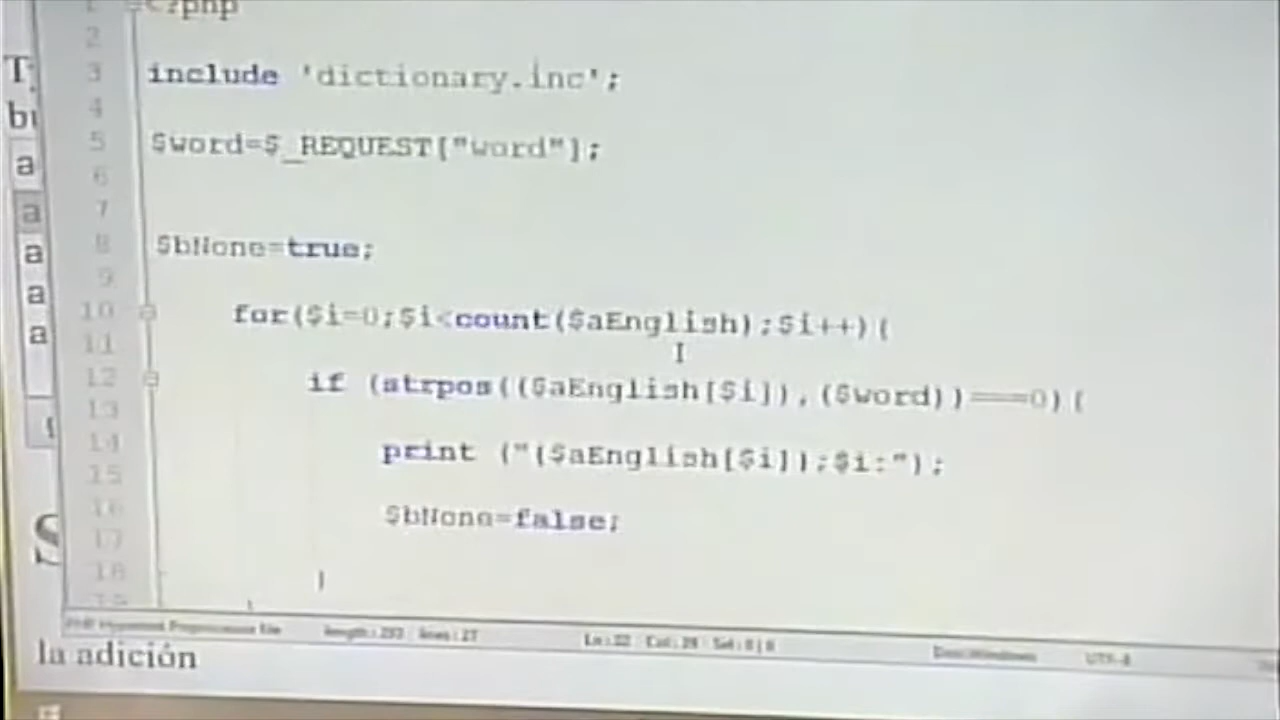 <?php
include 'dictionary.inc';
$word=$_REQUEST["word"];
$bNone=true;
for($i=0;$i<count($aEnglish);$i++){
if (strpos(($aEnglish[$i]),($word))===0){
print ("($aEnglish[$i]);$i:");
$bNone=false;
}
la adición